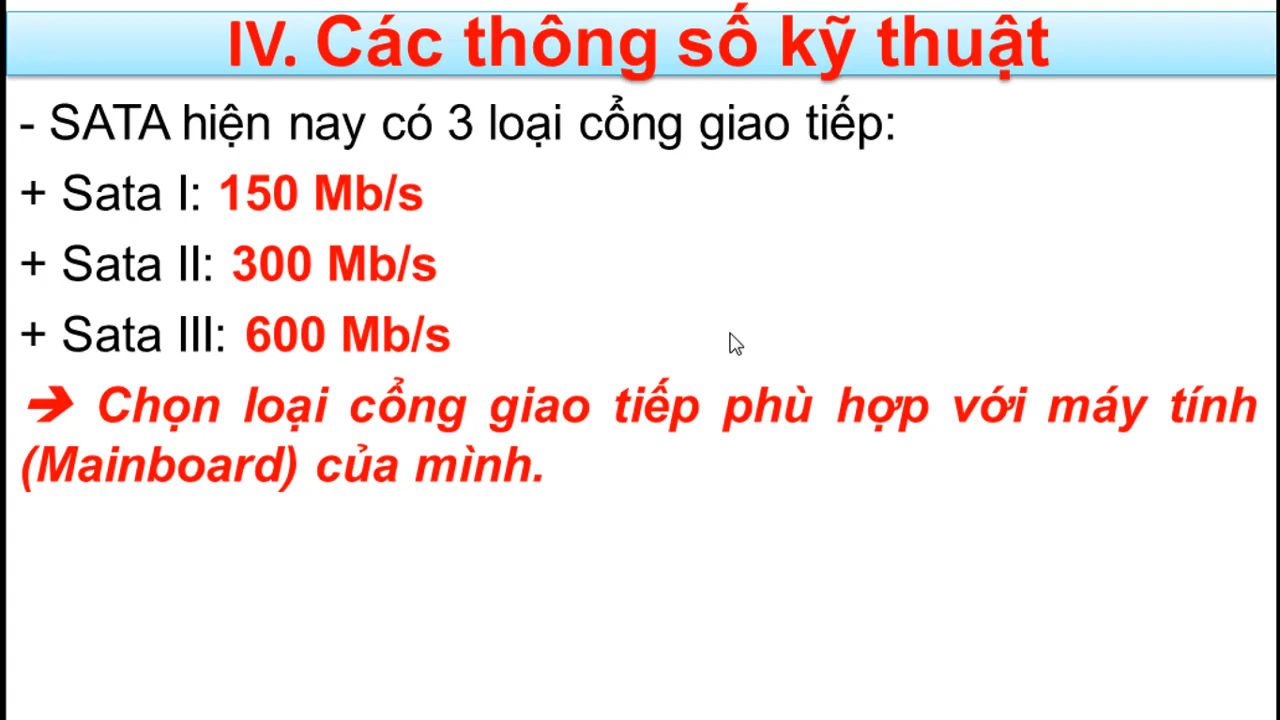 IV. Các thông số kỹ thuật
- SATA hiện nay có 3 loại cổng giao tiếp:
+ Sata I: 150 Mb/s
+ Sata II: 300 Mb/s
+ Sata III: 600 Mb/s
➔ Chọn loại cổng giao tiếp phù hợp với máy tính
(Mainboard) của mình.